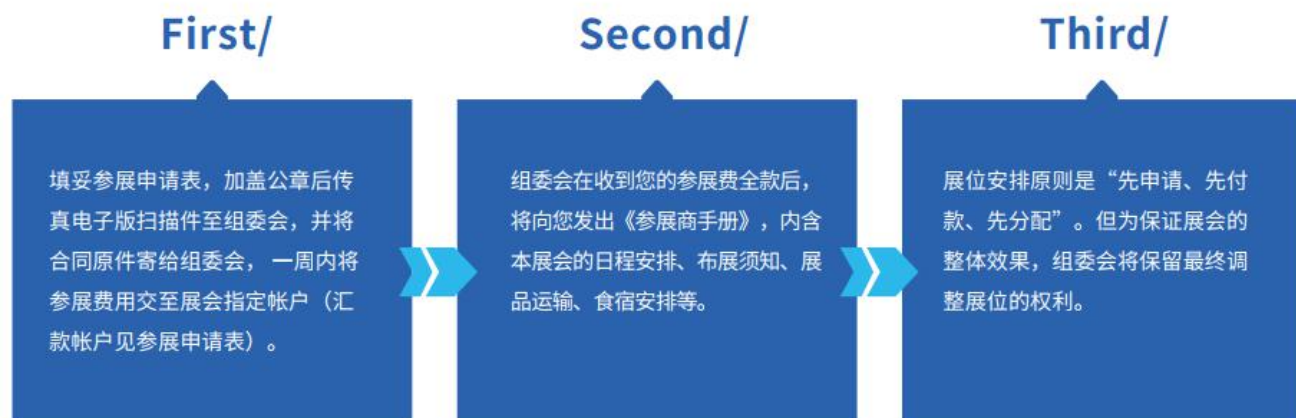 First/
填妥参展申请表，加盖公章后传
真电子版扫描件至组委会，并将
合同原件寄给组委会， 一周内将
参展费用交至展会指定帐户（汇
款帐户见参展申请表）。
Second/
组委会在收到您的参展费全款后，
将向您发出《参展商手册》，内含
本展会的日程安排、布展须知、展
品运输、食宿安排等。
Third/
展位安排原则是“先申请、先付
款、先分配”。但为保证展会的
整体效果，组委会将保留最终调
整展位的权利。